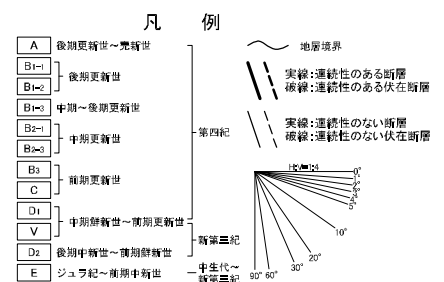 凡 例
A 後期更新世~完新世
B1-1
後期更新世
B1-2
B1-3 中期~後期更新世
B2-1
中期更新世
B2-3
B3
前期更新世
C
D1
中期鮮新世~前期更新世
V
D2 後期中新世~前期鮮新世
E ジュラ紀~前期中新世
第四紀
新第三紀
中生代~
新第三紀
地層境界
実線:連続性のある断層
破線:連続性のある伏在断層
実線:連続性のない断層
破線:連続性のない伏在断層
H:V=1:4
0°
1°
2°
3°
4°
5°
10°
20°
30°
60°
90°